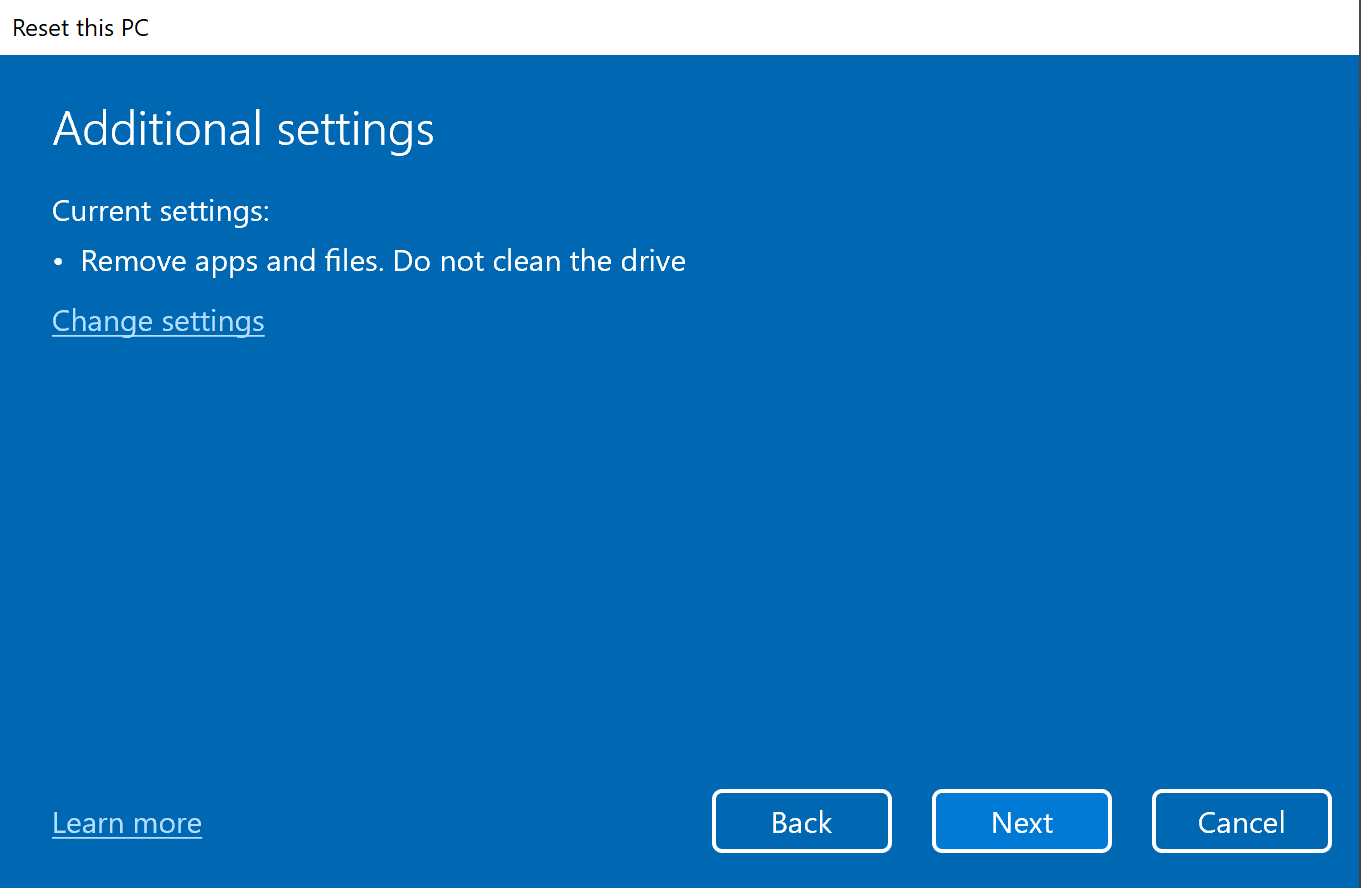 Reset this PC
Additional settings
Current settings:
• Remove apps and files. Do not clean the drive
Change settings
Learn more
Back
Next
Cancel